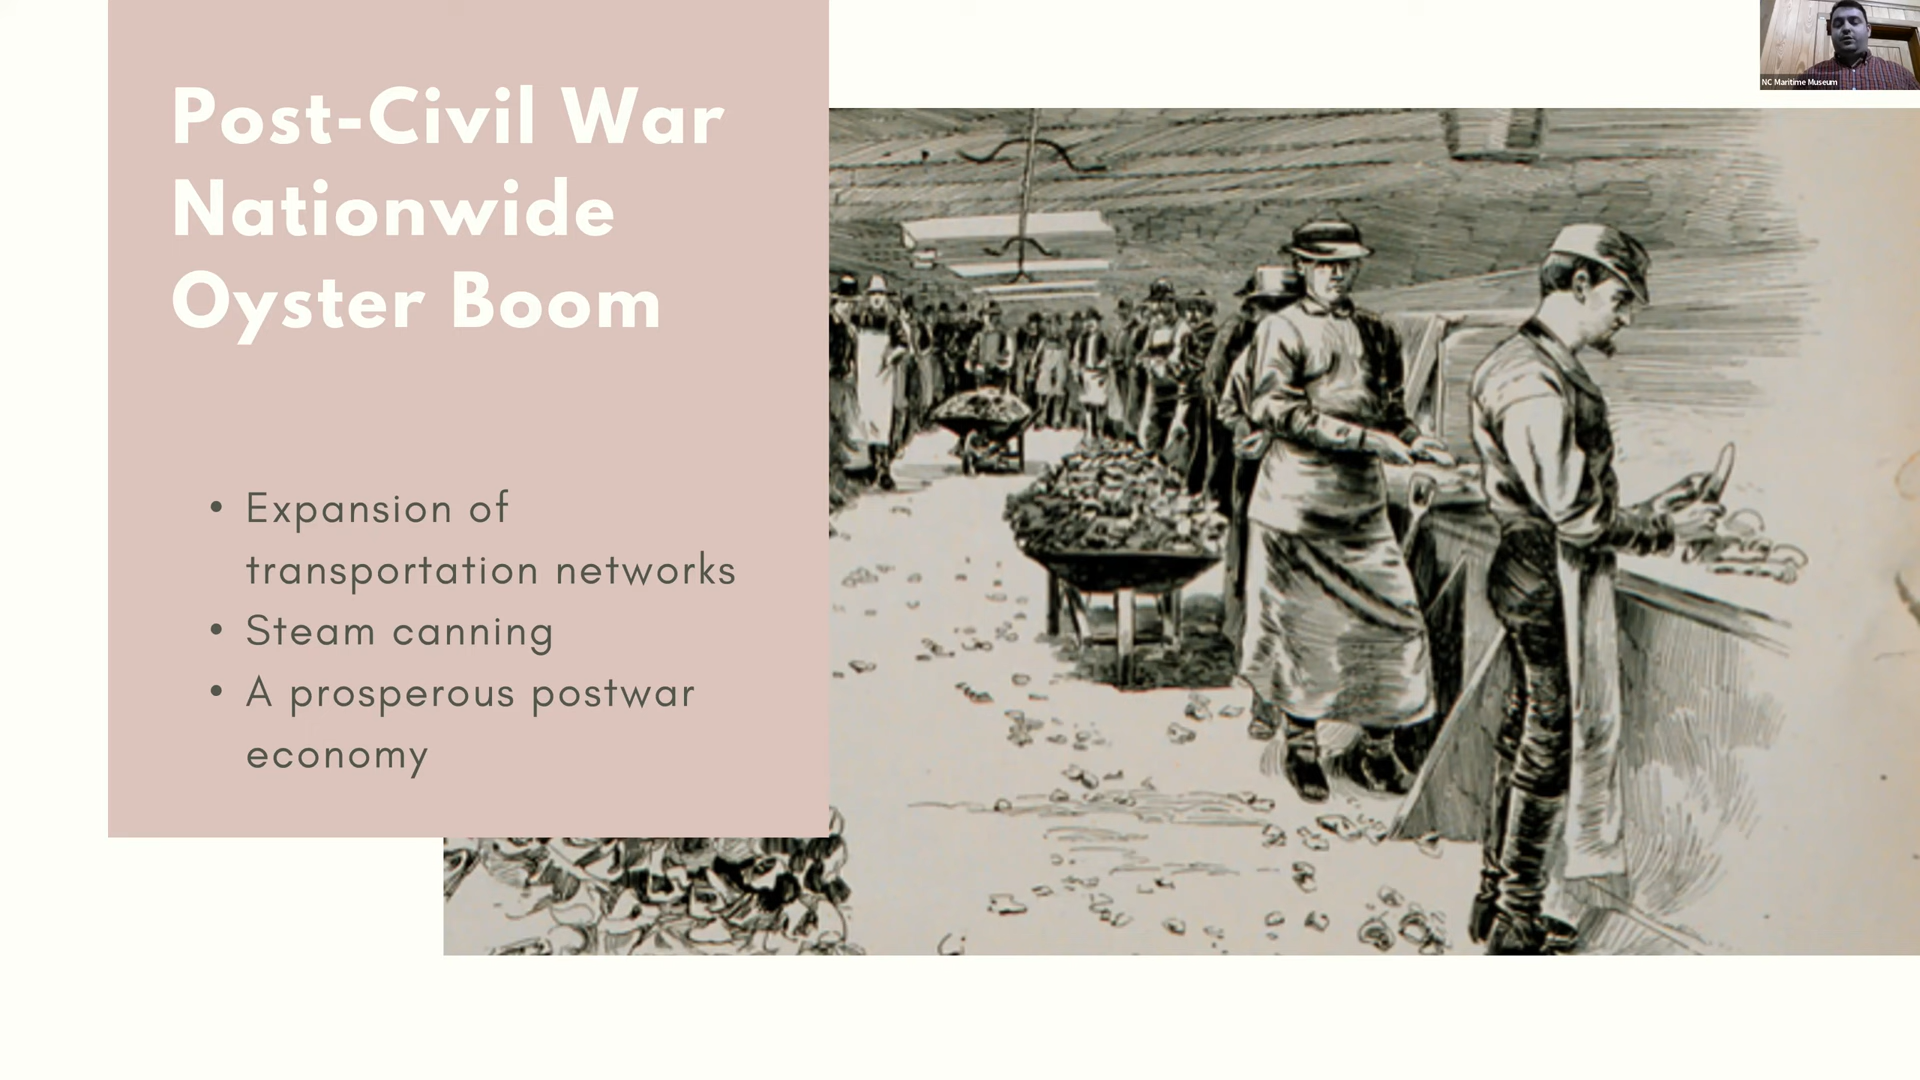 Post-Civil War
Nationwide
Oyster Boom
• Expansion of
transportation networks
• Steam canning
• A prosperous postwar
economy
NC Maritime Museum